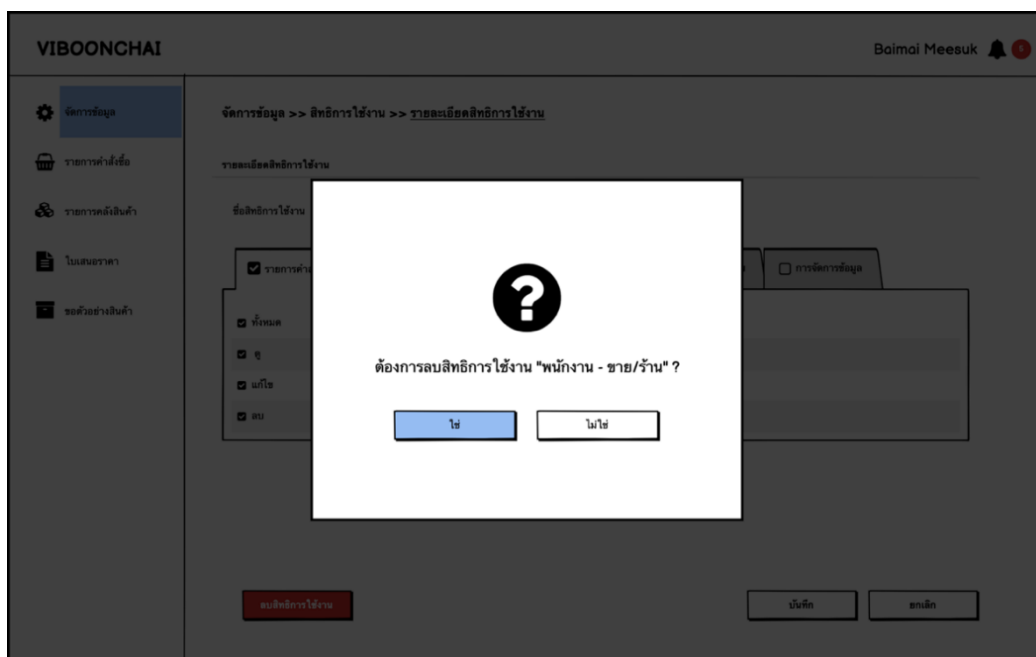 VIBOONCHAI
Baimai Meesuk
5
จัดการข้อมูล
รายการคำสั่งซื้อ
รายการคลังสินค้า
ใบเสนอราคา
ขอตัวอย่างสินค้า
จัดการข้อมูล >> สิทธิการใช้งาน >> รายละเอียดสิทธิการใช้งาน
รายละเอียดสิทธิการใช้งาน
ชื่อสิทธิการใช้งาน
รายการคำ
การจัดการข้อมูล
ทั้งหมด
ดู
แก้ไข
ลบ
ต้องการลบสิทธิการใช้งาน "พนักงาน - ขาย/ร้าน" ?
ใช่
ไม่ใช่
ลบสิทธิการใช้งาน
บันทึก
ยกเลิก